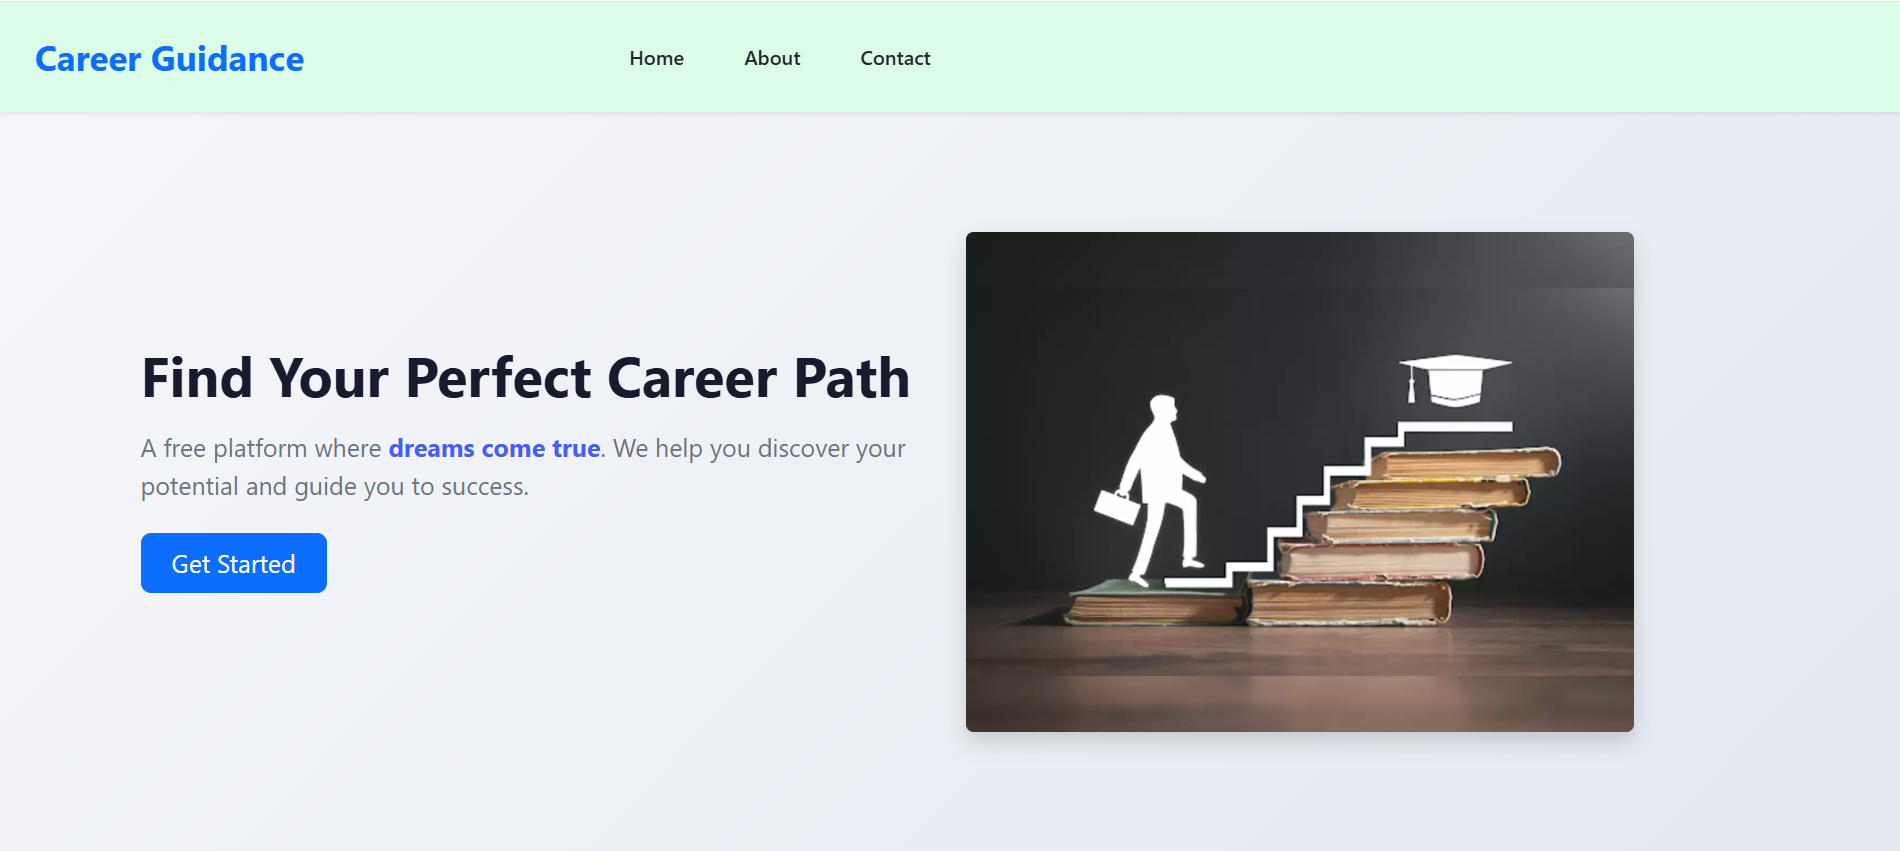 Career Guidance
Home About Contact
Find Your Perfect Career Path
A free platform where dreams come true. We help you discover your
potential and guide you to success.
Get Started